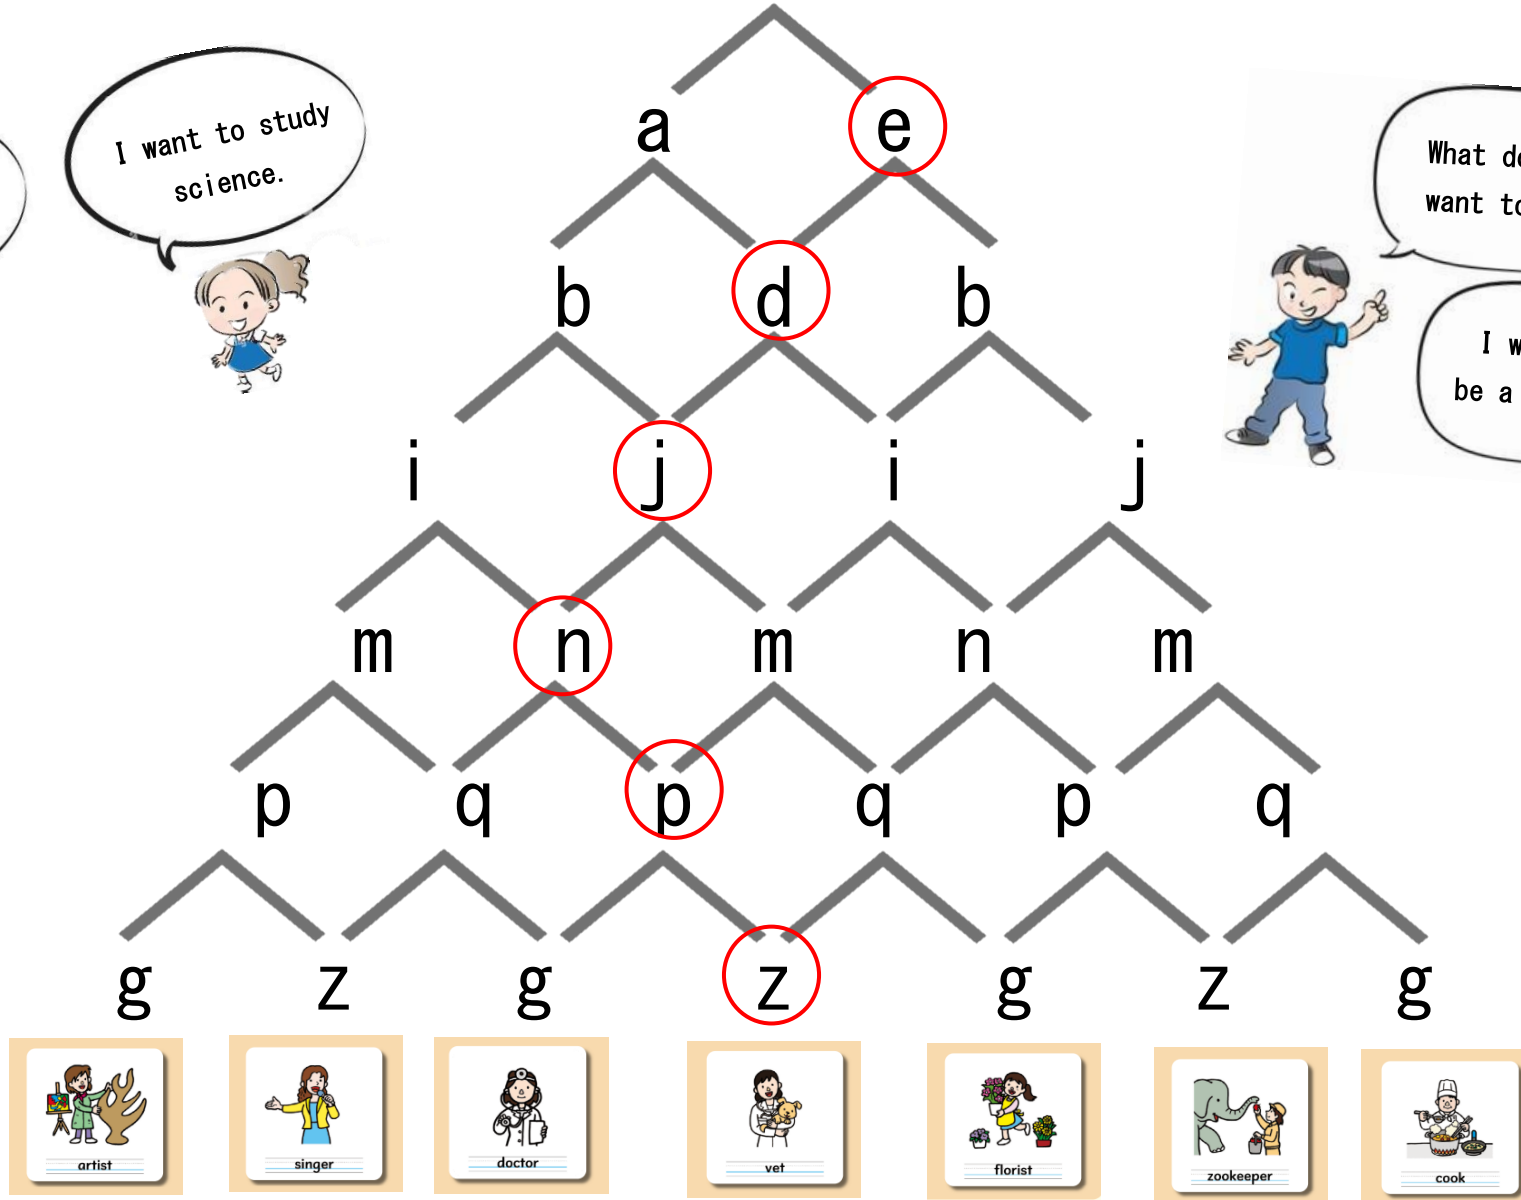 I want to study
science.
What do
want to
I w
be a
a e
b d b
i j i j
m n m n m
p q p q p q
g z g z g z g
artist singer doctor vet florist zookeeper cook